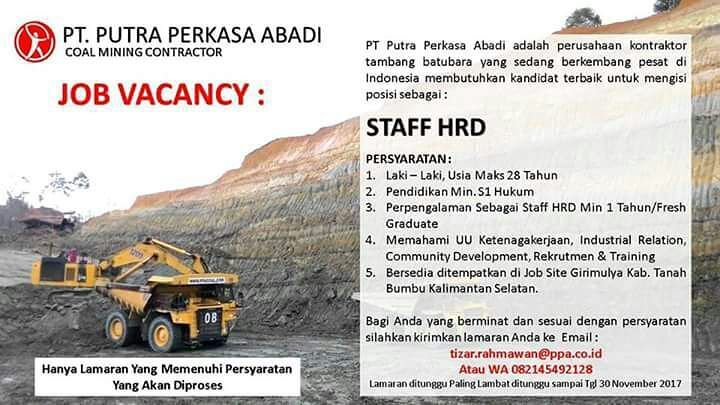 PT. PUTRA PERKASA ABADI
COAL MINING CONTRACTOR
JOB VACANCY :
PT Putra Perkasa Abadi adalah perusahaan kontraktor
tambang batubara yang sedang berkembang pesat di
Indonesia membutuhkan kandidat terbaik untuk mengisi
posisi sebagai :
STAFF HRD
PERSYARATAN :
1. Laki – Laki, Usia Maks 28 Tahun
2. Pendidikan Min. S1 Hukum
3. Perpengalaman Sebagai Staff HRD Min 1 Tahun/Fresh
Graduate
4. Memahami UU Ketenagakerjaan, Industrial Relation,
Community Development, Rekrutmen & Training
5. Bersedia ditempatkan di Job Site Girimulya Kab. Tanah
Bumbu Kalimantan Selatan.
Bagi Anda yang berminat dan sesuai dengan persyaratan
silahkan kirimkan lamaran Anda ke Email :
tizar.rahmawan@ppa.co.id
Atau WA 082145492128
Lamaran ditunggu Paling Lambat ditunggu sampai Tgl 30 November 2017
Hanya Lamaran Yang Memenuhi Persyaratan
Yang Akan Diproses
08